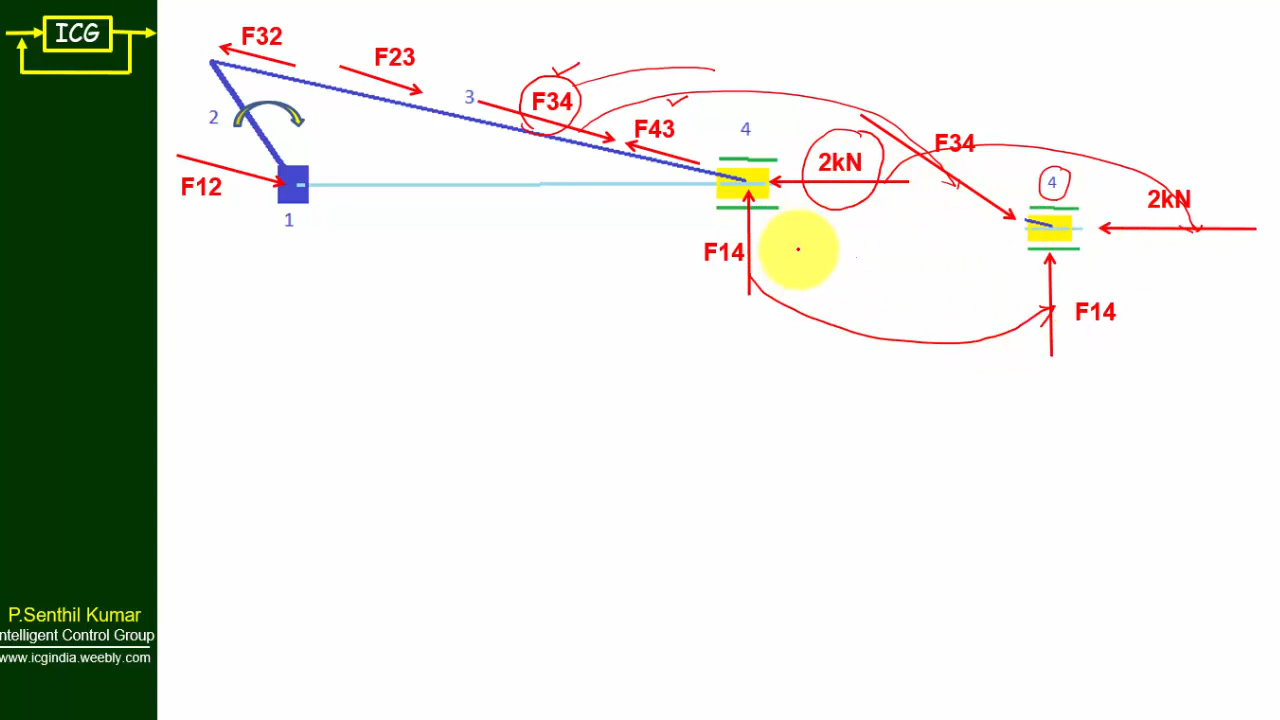 ICG
F32
F23
3
F34
F43
4
2
2kN
F34
F12
4
2kN
1
F14
F14
P.Senthil Kumar
ntelligent Control Group
www.icgindia.weebly.com